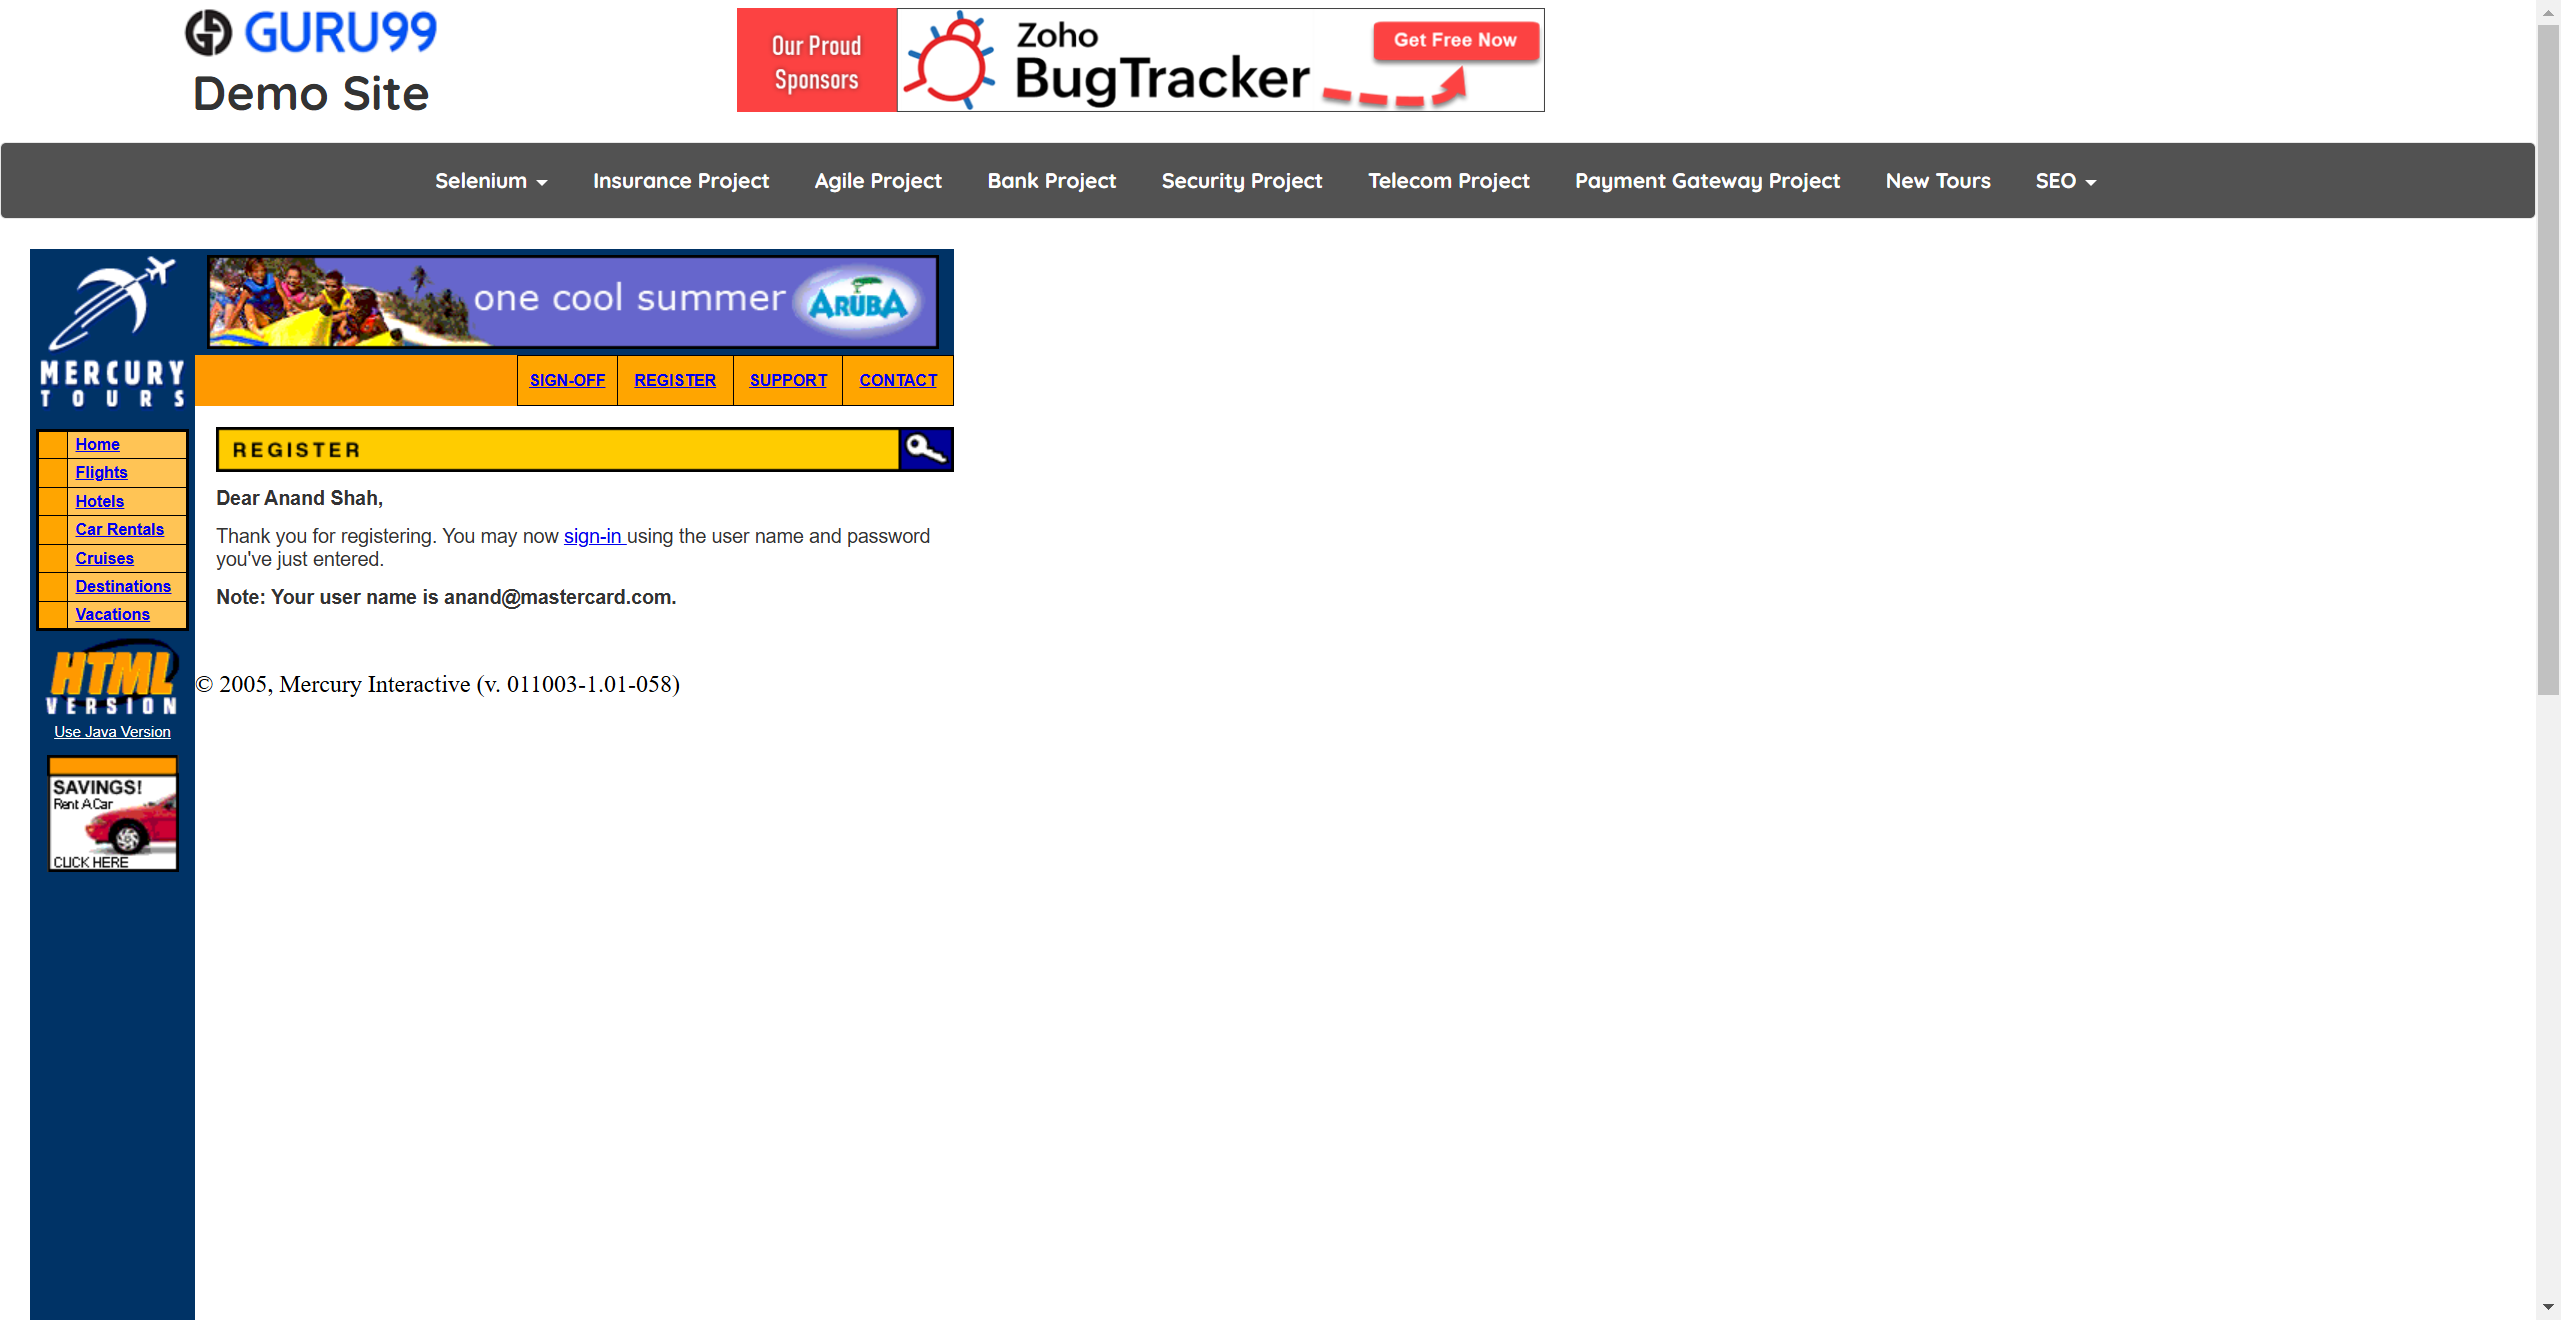 GURU99
Demo Site
Our Proud
Sponsors
Zoho
BugTracker
Get Free Now
Selenium
Insurance Project
Agile Project
Bank Project
Security Project
Telecom Project
Payment Gateway Project
New Tours
SEO
MERCURY
TOURS
one cool summer
ARUBA
SIGN-OFF
REGISTER
SUPPORT
CONTACT
Home
Flights
Hotels
Car Rentals
Cruises
Destinations
Vacations
HTML
VERSION
Use Java Version
SAVINGS!
Rent A Car
CLICK HERE
REGISTER
Dear Anand Shah,
Thank you for registering. You may now sign-in using the user name and password
you've just entered.
Note: Your user name is anand@mastercard.com.
© 2005, Mercury Interactive (v. 011003-1.01-058)